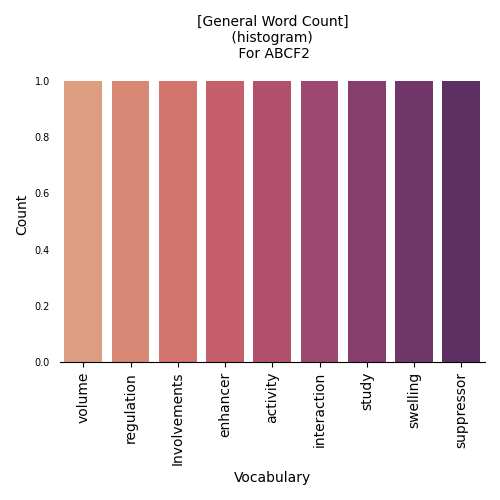 [General Word Count]
(histogram)
For ABCF2
1.0
0.8
0.6
0.4
0.2
0.0
Count
volume
regulation
Involvements
enhancer
activity
interaction
study
swelling
suppressor
Vocabulary